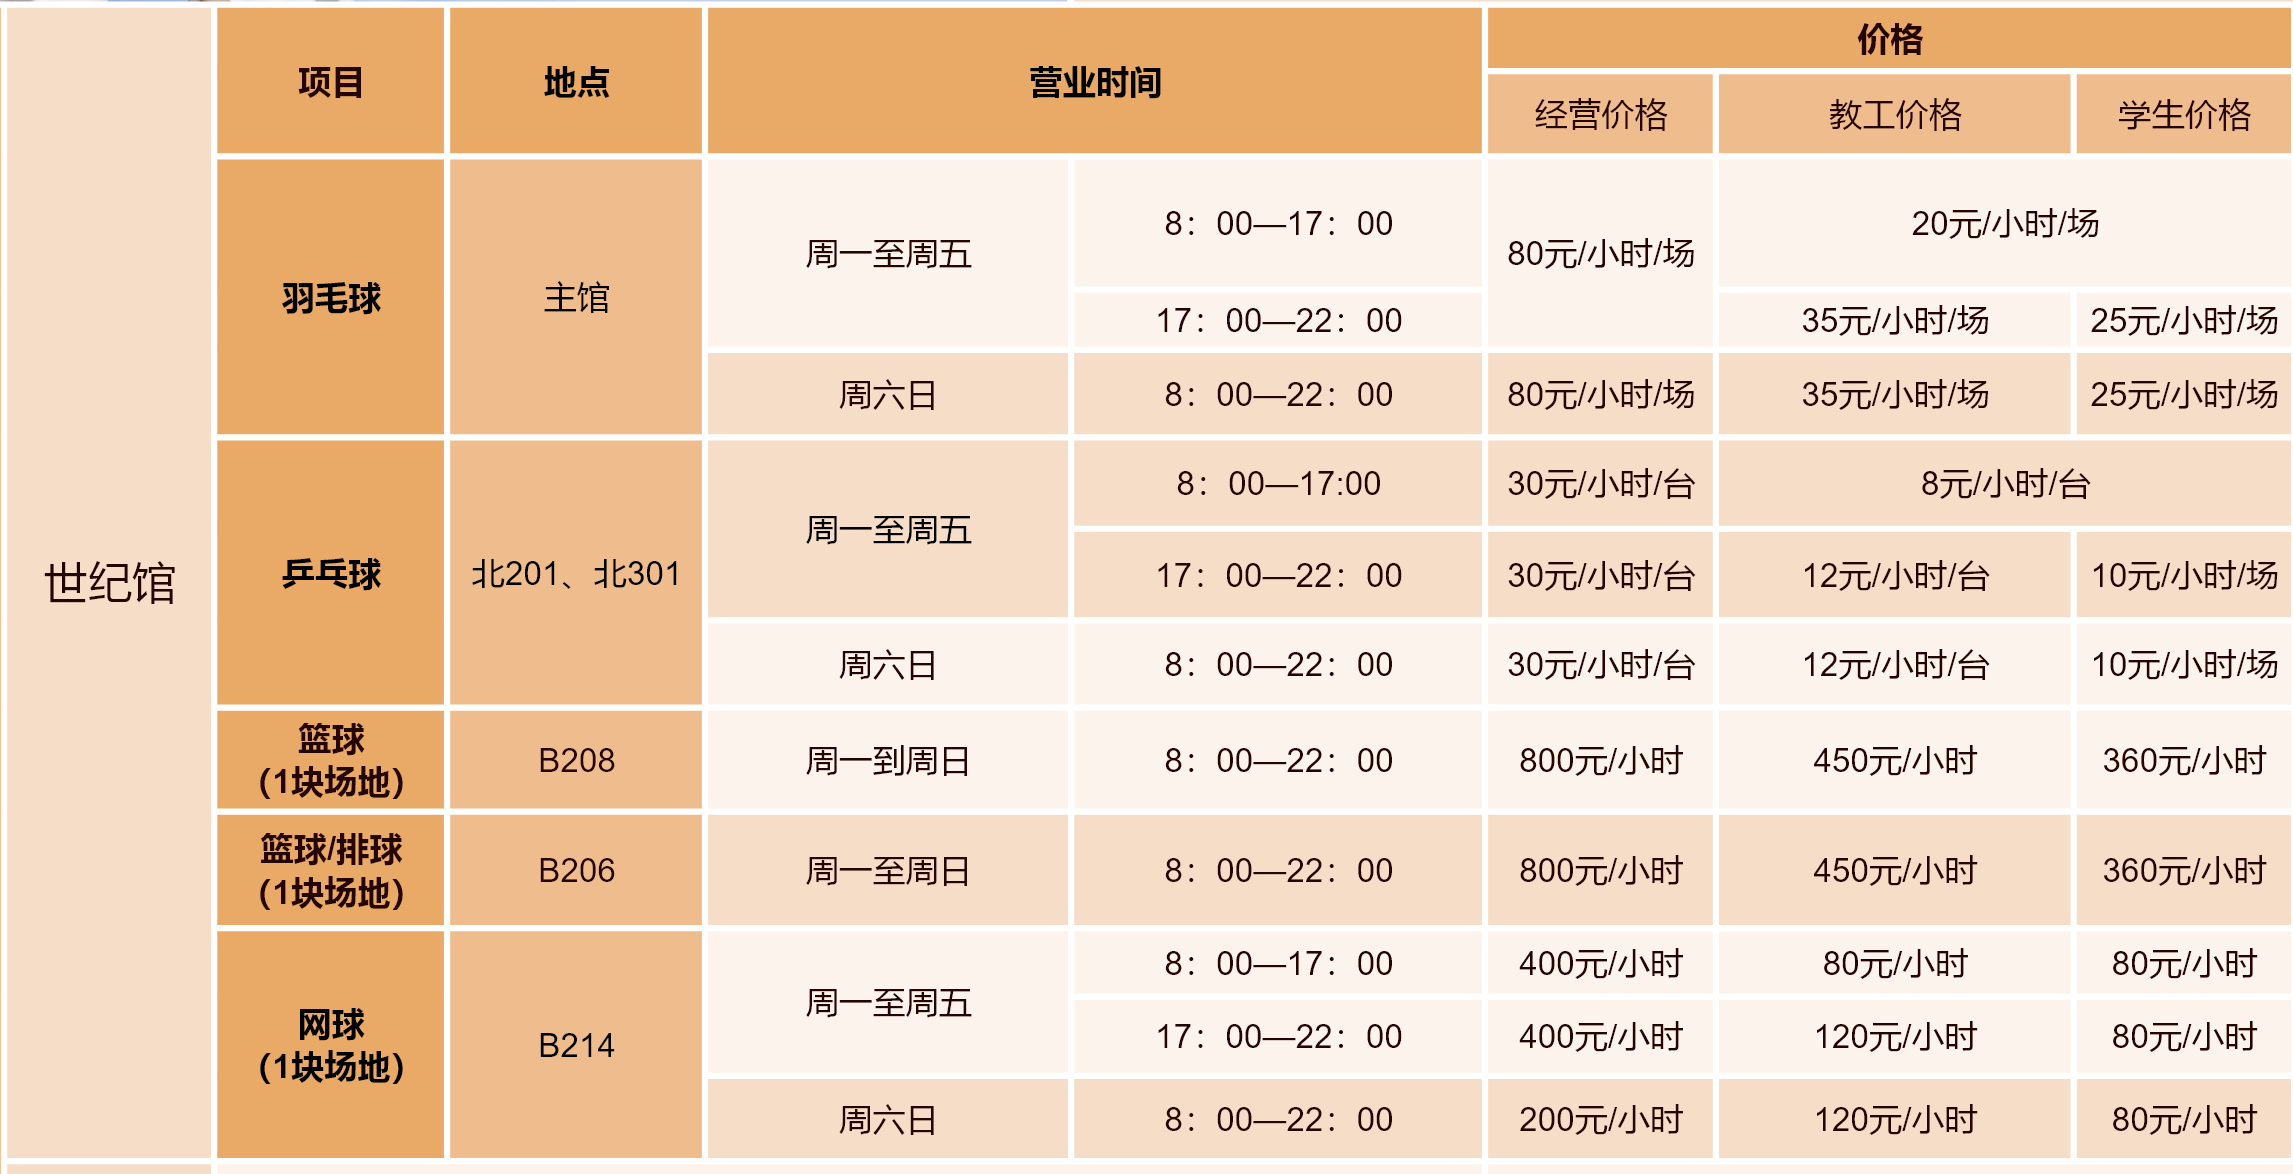 世纪馆
项目
地点
营业时间
价格
经营价格
教工价格
学生价格
羽毛球
主馆
周一至周五
8：00—17：00
80元/小时/场
20元/小时/场
17：00—22：00
35元/小时/场
25元/小时/场
周六日
8：00—22：00
80元/小时/场
35元/小时/场
25元/小时/场
乒乓球
北201、北301
周一至周五
8：00—17:00
30元/小时/台
8元/小时/台
17：00—22：00
30元/小时/台
12元/小时/台
10元/小时/场
周六日
8：00—22：00
30元/小时/台
12元/小时/台
10元/小时/场
篮球
（1块场地）
B208
周一到周日
8：00—22：00
800元/小时
450元/小时
360元/小时
篮球/排球
（1块场地）
B206
周一至周日
8：00—22：00
800元/小时
450元/小时
360元/小时
网球
（1块场地）
B214
周一至周五
8：00—17：00
400元/小时
80元/小时
80元/小时
17：00—22：00
400元/小时
120元/小时
80元/小时
周六日
8：00—22：00
200元/小时
120元/小时
80元/小时